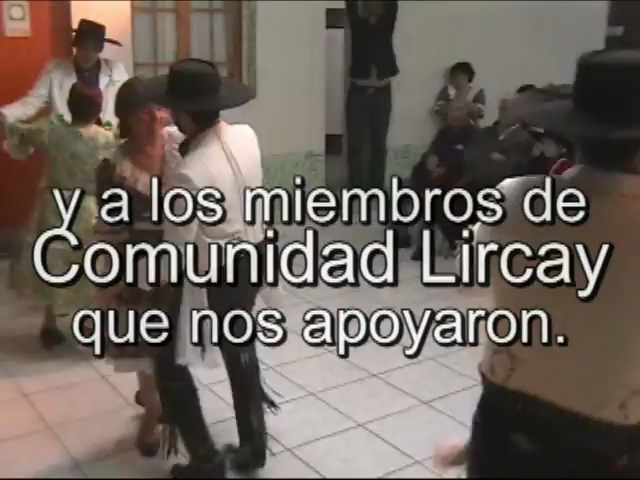 y a los miembros de
Comunidad Lircay
que nos apoyaron.